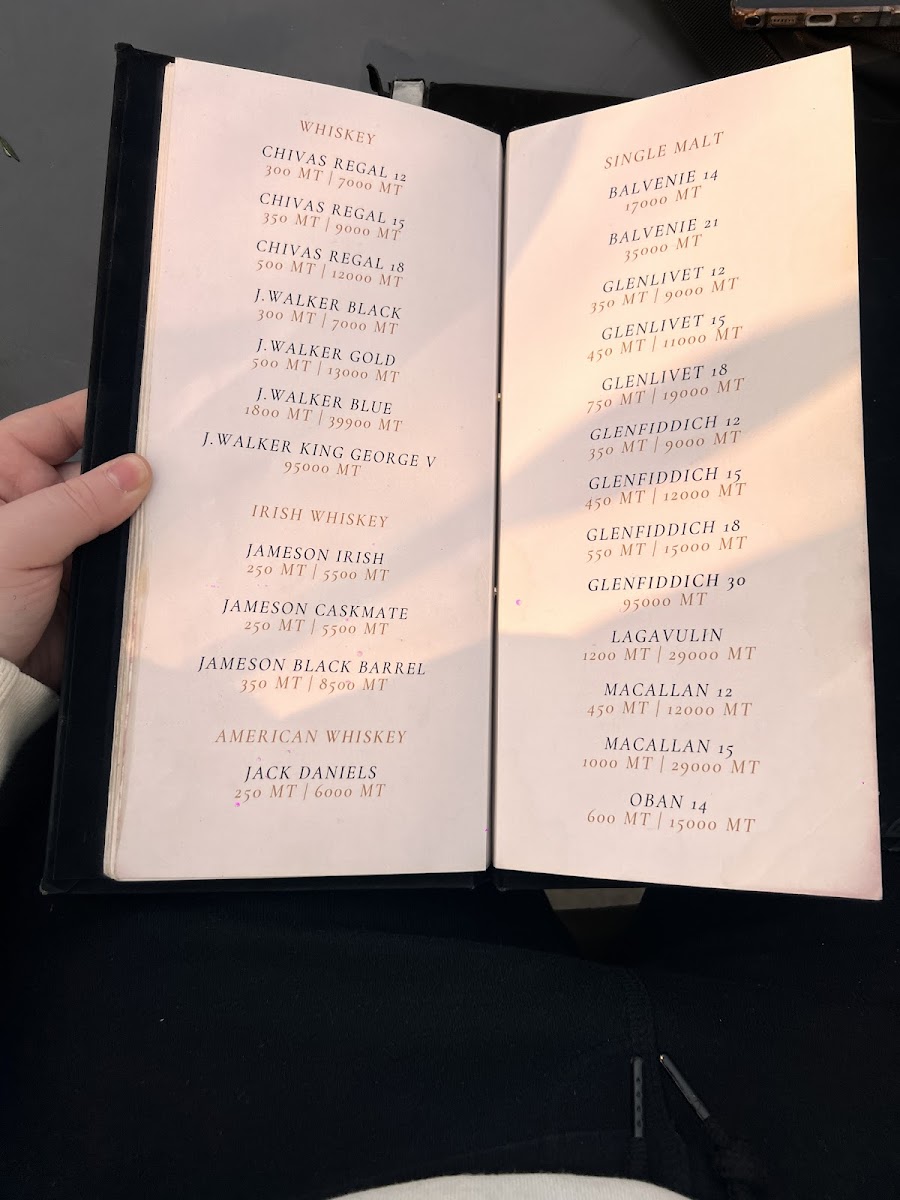 WHISKEY
CHIVAS REGAL 12
300 MT | 7000 MT
CHIVAS REGAL 15
350 MT | 9000 MT
CHIVAS REGAL 18
500 MT | 12000 MT
J.WALKER BLACK
300 MT | 7000 MT
J.WALKER GOLD
500 MT | 13000 MT
J.WALKER BLUE
1800 MT | 39900 MT
J.WALKER KING GEORGE V
95000 MT
IRISH WHISKEY
JAMESON IRISH
250 MT | 5500 MT
JAMESON CASKMATE
250 MT | 5500 MT
JAMESON BLACK BARREL
350 MT | 8500 MT
AMERICAN WHISKEY
JACK DANIELS
250 MT | 6000 MT
SINGLE MALT
BALVENIE 14
17000 MT
BALVENIE 21
35000 MT
GLENLIVET 12
350 MT | 9000 MT
GLENLIVET 15
450 MT | 11000 MT
GLENLIVET 18
750 MT | 19000 MT
GLENFIDDICH 12
350 MT | 9000 MT
GLENFIDDICH 15
450 MT | 12000 MT
GLENFIDDICH 18
550 MT | 15000 MT
GLENFIDDICH 30
95000 MT
LAGAVULIN
1200 MT | 29000 MT
MACALLAN 12
450 MT | 12000 MT
MACALLAN 15
1000 MT | 29000 MT
OBAN 14
600 MT | 15000 MT